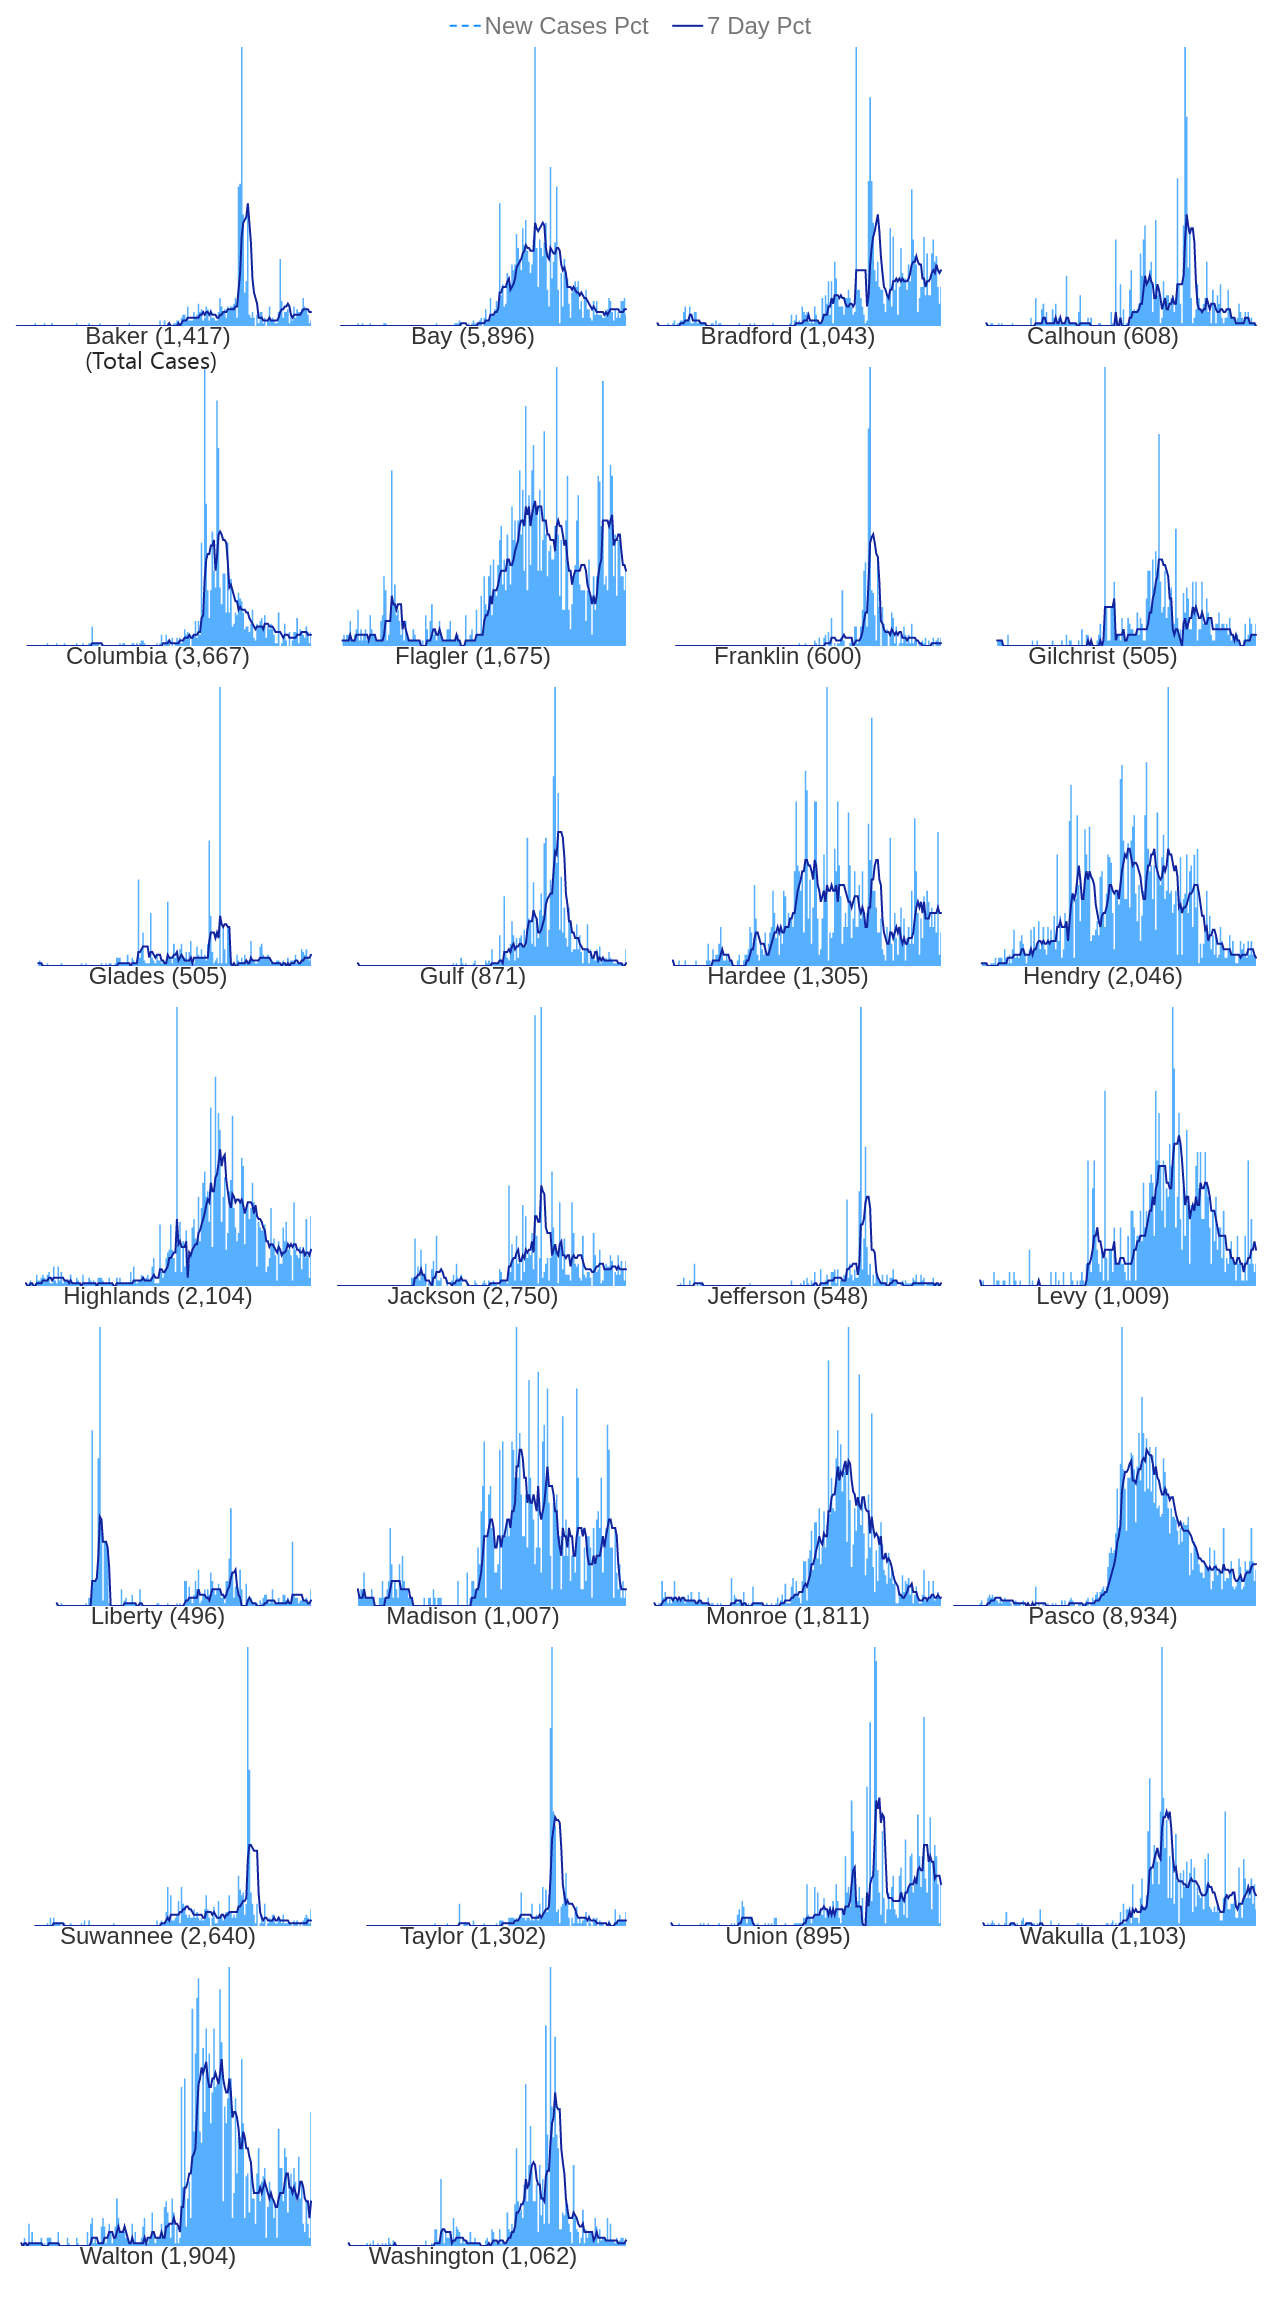 New Cases Pct 7 Day Pct
Baker (1,417) Bay (5,896) Bradford (1,043) Calhoun (608)
(Total Cases)
Columbia (3,667) Flagler (1,675) Franklin (600) Gilchrist (505)
Glades (505) Gulf (871) Hardee (1,305) Hendry (2,046)
Highlands (2,104) Jackson (2,750) Jefferson (548) Levy (1,009)
Liberty (496) Madison (1,007) Monroe (1,811) Pasco (8,934)
Suwannee (2,640) Taylor (1,302) Union (895) Wakulla (1,103)
Walton (1,904) Washington (1,062)